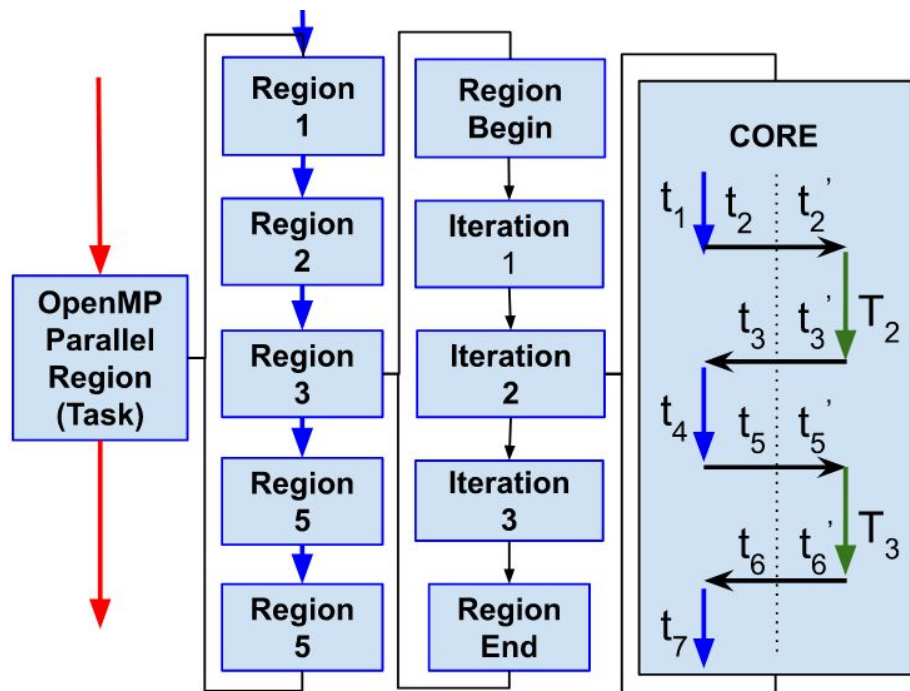 OpenMP
Parallel
Region
(Task)
Region
1
Region
2
Region
3
Region
5
Region
5
Region
Begin
Iteration
1
Iteration
2
Iteration
3
Region
End
CORE
t₁ t₂ t₂’
t₃ t₃’ T₂
t₄ t₅ t₅’
t₆ t₆’ T₃
t₇